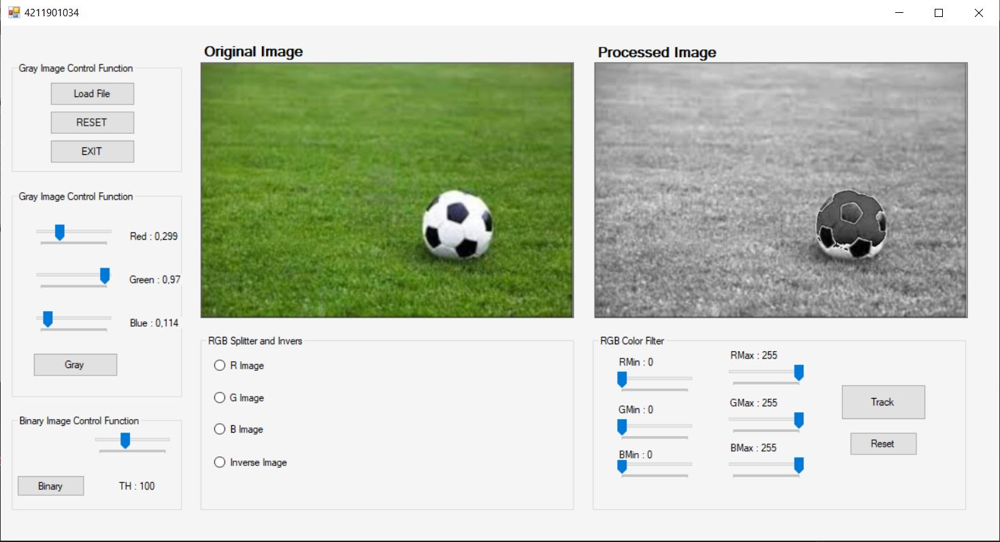 4211901034
Original Image
Processed Image
Gray Image Control Function
Load File
RESET
EXIT
Gray Image Control Function
Red : 0,299
Green : 0,97
Blue : 0,114
Gray
Binary Image Control Function
Binary
TH : 100
RGB Splitter and Invers
R Image
G Image
B Image
Inverse Image
RGB Color Filter
RMin : 0
RMax : 255
GMin : 0
GMax : 255
BMin : 0
BMax : 255
Track
Reset